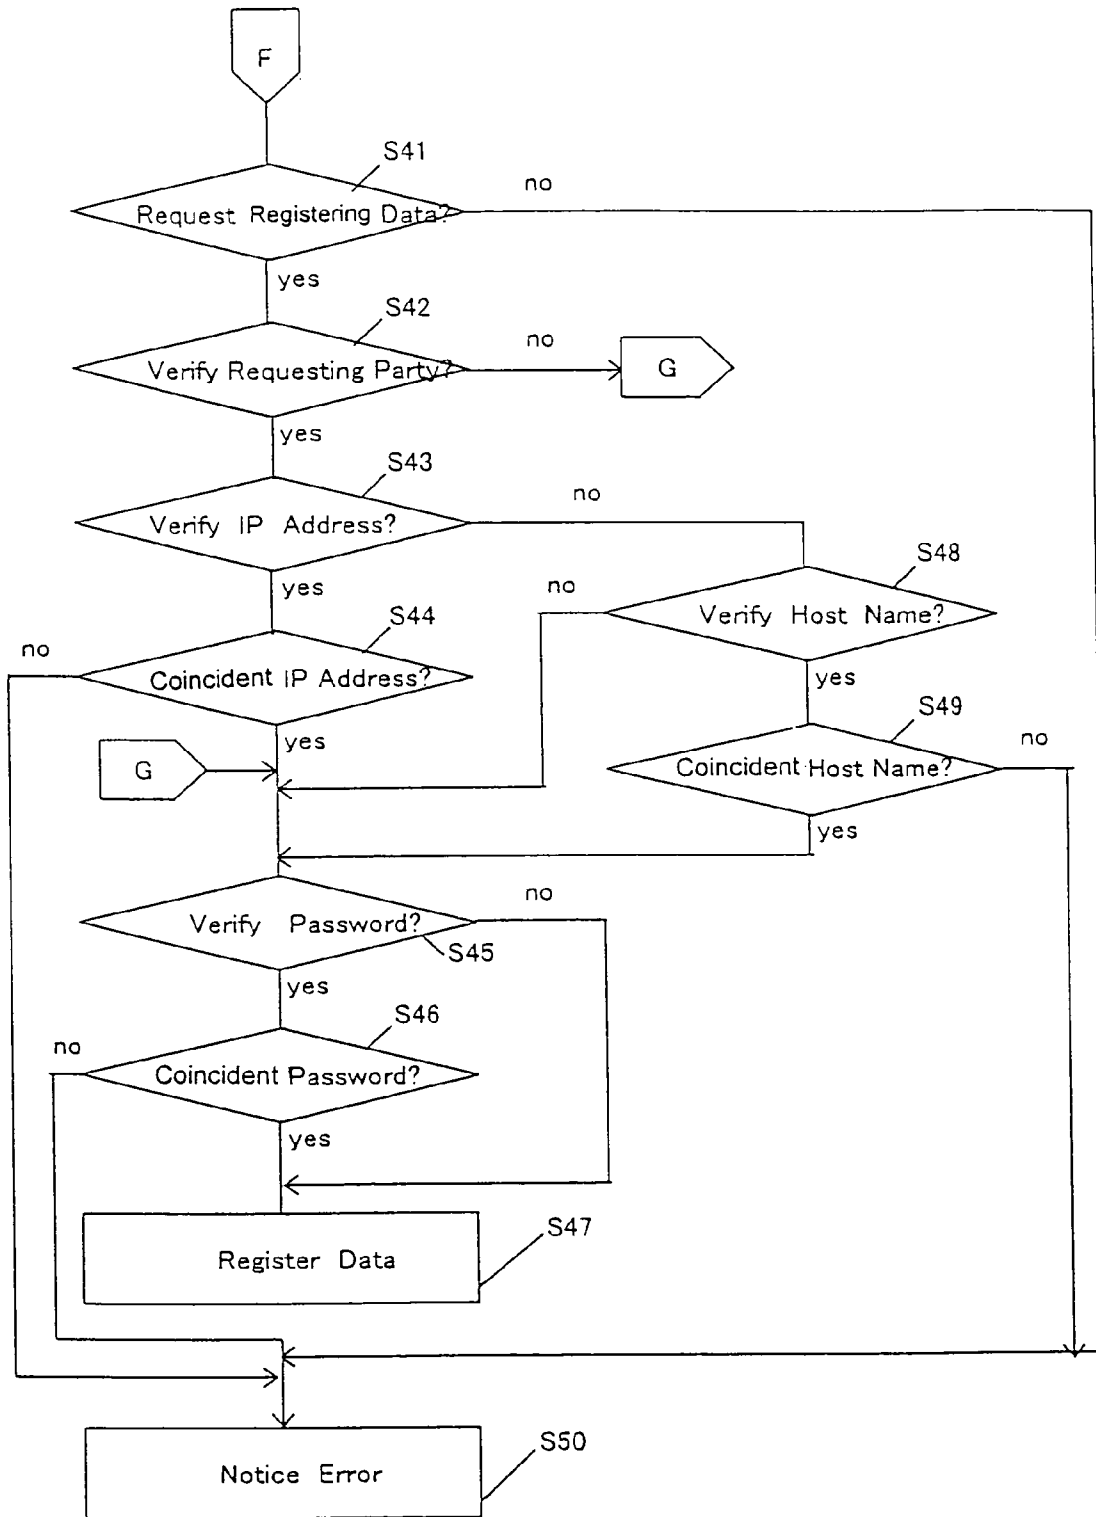 F
S41
no
Request Registering Data?
yes
S42
no
Verify Requesting Party?
G
yes
S43
no
Verify IP Address?
S48
yes
no
Verify Host Name?
S44
no
Coincident IP Address?
yes
S49
yes
no
G
Coincident Host Name?
yes
no
Verify Password?
S45
yes
S46
no
Coincident Password?
yes
S47
Register Data
S50
Notice Error